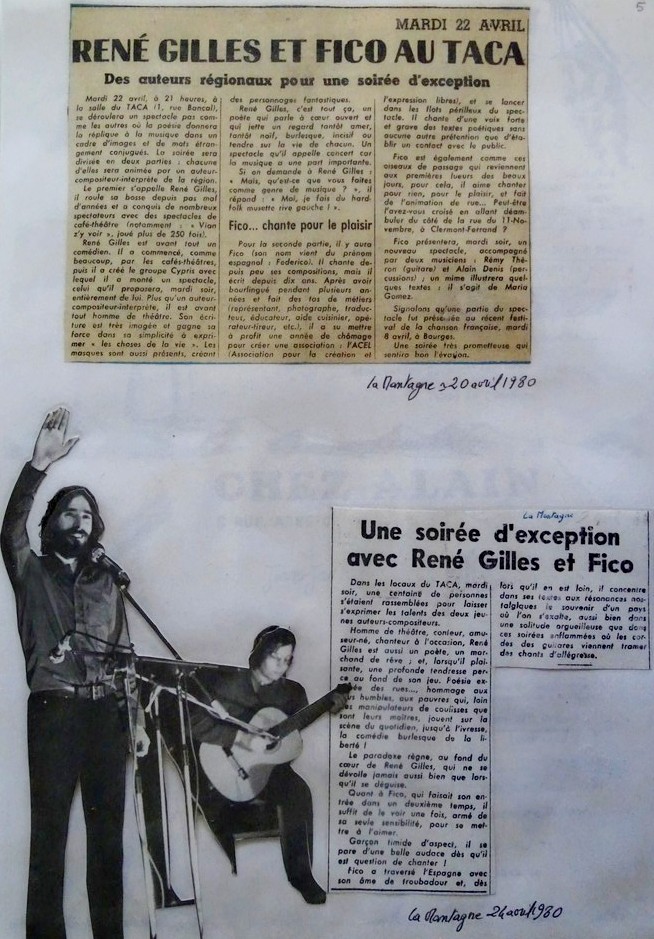 5
MARDI 22 AVRIL
RENÉ GILLES ET FICO AU TACA
Des auteurs régionaux pour une soirée d'exception
Mardi 22 avril, à 21 heures, à
la salle du TACA (1, rue Bancal),
se déroulera un spectacle pas com-
me les autres où la poésie donnera
la réplique à la musique dans un
cadre d'images et de mots étran-
gement conjugués. La soirée sera
divisée en deux parties ; chacune
d'elles sera animée par un auteur-
compositeur-interprète de la région.
Le premier s'appelle René Gilles,
il roule sa bosse depuis pas mal
d'années et a conquis de nombreux
spectateurs avec des spectacles de
café-théâtre (notamment : « Vian
s'y voir », joué plus de 250 fois).
René Gilles est avant tout un
comédien. Il a commencé, comme
beaucoup, par les cafés-théâtres,
puis il a créé le groupe Cypris avec
lequel il a monté un spectacle,
celui qu'il proposera, mardi soir,
entièrement de lui. Plus qu'un auteur-
compositeur-interprète, il est avant
tout homme de théâtre. Son écri-
ture est très imagée et gagne sa
force dans sa simplicité à expri-
mer « les choses de la vie ». Les
masques sont aussi présents, créant
des personnages fantastiques.
René Gilles, c'est tout ça, un
poète qui parle à cœur ouvert et
qui jette un regard tantôt amer,
tantôt naïf, burlesque, incisif ou
tendre sur la vie de chacun. Un
spectacle qu'il appelle concert car
la musique a une part importante.
Si on demande à René Gilles :
« Mais, qu'est-ce que vous faites
comme genre de musique ? », il
répond : « Moi, je fais du hard-
folk musette rive gauche ! ».
Fico... chante pour le plaisir
Pour la seconde partie, il y aura
Fico (son nom vient du prénom
espagnol : Federico). Il chante de-
puis peu ses compositions, mais il
écrit depuis dix ans. Après avoir
bourlingué pendant plusieurs an-
nées et fait des tas de métiers
(représentant, photographe, traduc-
teur, éducateur, aide cuisinier, opé-
rateur-tireur, etc.), il a su mettre
à profit une année de chômage
pour créer une association : l'ACEL
(Association pour la création et
l'expression libres), et se lancer
dans les flots périlleux du spec-
tacle. Il chante d'une voix forte
et grave des textes poétiques sans
aucune autre prétention que d'éta-
blir un contact avec le public.
Fico est également comme ces
oiseaux de passage qui reviennent
aux premières lueurs des beaux
jours, pour cela, il aime chanter
pour rien, pour le plaisir, et fait
de l'animation de rue... Peut-être
l'avez-vous croisé en allant déam-
buler du côté de la rue du 11-No-
vembre, à Clermont-Ferrand ?
Fico présentera, mardi soir, un
nouveau spectacle, accompagné
par deux musiciens : Rémy Thé-
ron (guitare) et Alain Denis (per-
cussions) ; un mime illustrera quel-
ques textes : il s'agit de Maria
Gomez.
Signalons qu'une partie du spec-
tacle fut présentée au récent festi-
val de la chanson française, mardi
8 avril, à Bourges.
Une soirée très prometteuse qui
sentira bon l'évasion.
La Montagne 20 avril 1980
La Montagne
Une soirée d'exception
avec René Gilles et Fico
Dans les locaux du TACA, mardi
soir, une centaine de personnes
s'étaient rassemblées pour laisser
s'exprimer les talents des deux jeu-
nes auteurs-compositeurs.
Homme de théâtre, conteur, amu-
seur-né, chanteur à l'occasion, René
Gilles est aussi un poète, un mar-
chand de rêve ; et, lorsqu'il plai-
sante, une profonde tendresse per-
ce au fond de son jeu. Poésie
des rues..., hommage aux
humbles, aux pauvres qui, loin
manipulateurs de coulisses que
sont leurs maîtres, jouent sur la
scène du quotidien, jusqu'à l'ivresse,
la comédie burlesque de la li-
berté !
Le paradoxe règne, au fond du
cœur de René Gilles, qui ne se
dévoile jamais aussi bien que lors-
qu'il se déguise.
Quant à Fico, qui faisait son en-
trée dans un deuxième temps, il
suffit de le voir une fois, armé de
sa seule sensibilité, pour se met-
tre à l'aimer.
Garçon timide d'aspect, il se
pare d'une belle audace dès qu'il
est question de chanter !
Fico a traversé l'Espagne avec
son âme de troubadour et, dès
lors qu'il en est loin, il concentre
dans ses textes aux résonances nos-
talgiques le souvenir d'un pays
où l'on s'exalte, aussi bien dans
une solitude orgueilleuse que dans
ces soirées enflammées où les cor-
des des guitares viennent tramer
des chants d'allégresse.
La Montagne 24 avril 1980